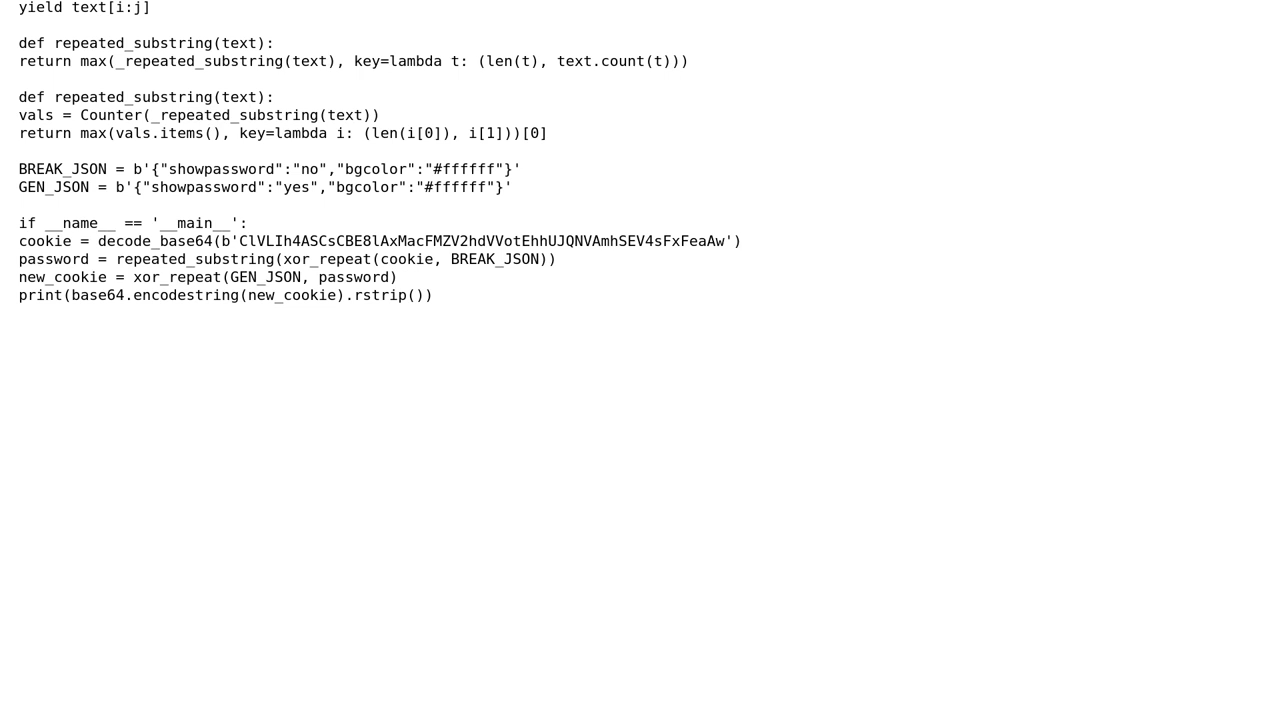 yield text[i:j]
def repeated_substring(text):
return max(_repeated_substring(text), key=lambda t: (len(t), text.count(t)))
def repeated_substring(text):
vals = Counter(_repeated_substring(text))
return max(vals.items(), key=lambda i: (len(i[0]), i[1]))[0]
BREAK_JSON = b'{"showpassword":"no","bgcolor":"#ffffff"}'
GEN_JSON = b'{"showpassword":"yes","bgcolor":"#ffffff"}'
if __name__ == '__main__':
cookie = decode_base64(b'ClVLIh4ASCsCBE8lAxMacFMZV2hdVVotEhhUJQNVAmhSEV4sFxFeaAw')
password = repeated_substring(xor_repeat(cookie, BREAK_JSON))
new_cookie = xor_repeat(GEN_JSON, password)
print(base64.encodestring(new_cookie).rstrip())